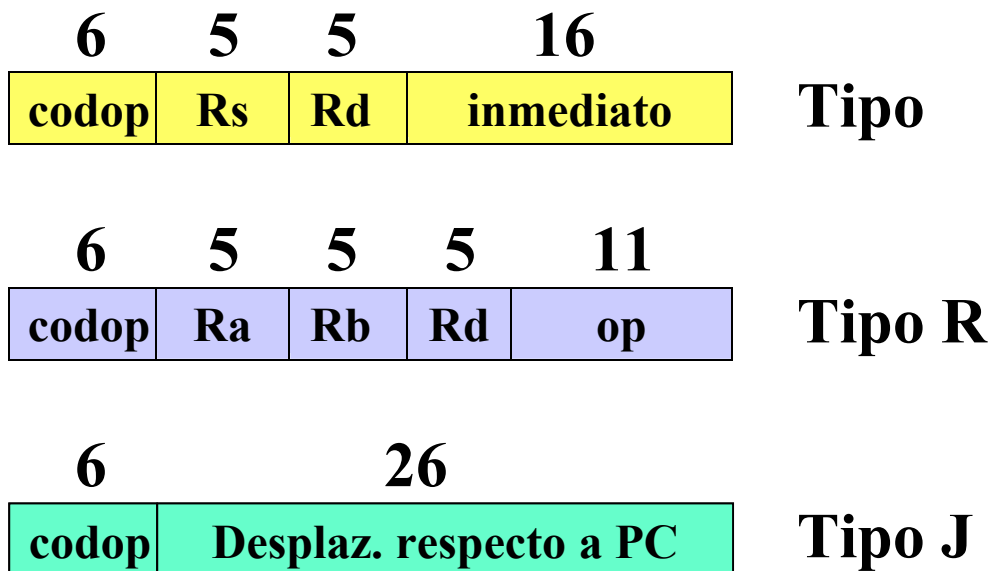 6 5 5 16
codop Rs Rd inmediato Tipo
6 5 5 5 11
codop Ra Rb Rd op Tipo R
6 26
codop Desplaz. respecto a PC Tipo J